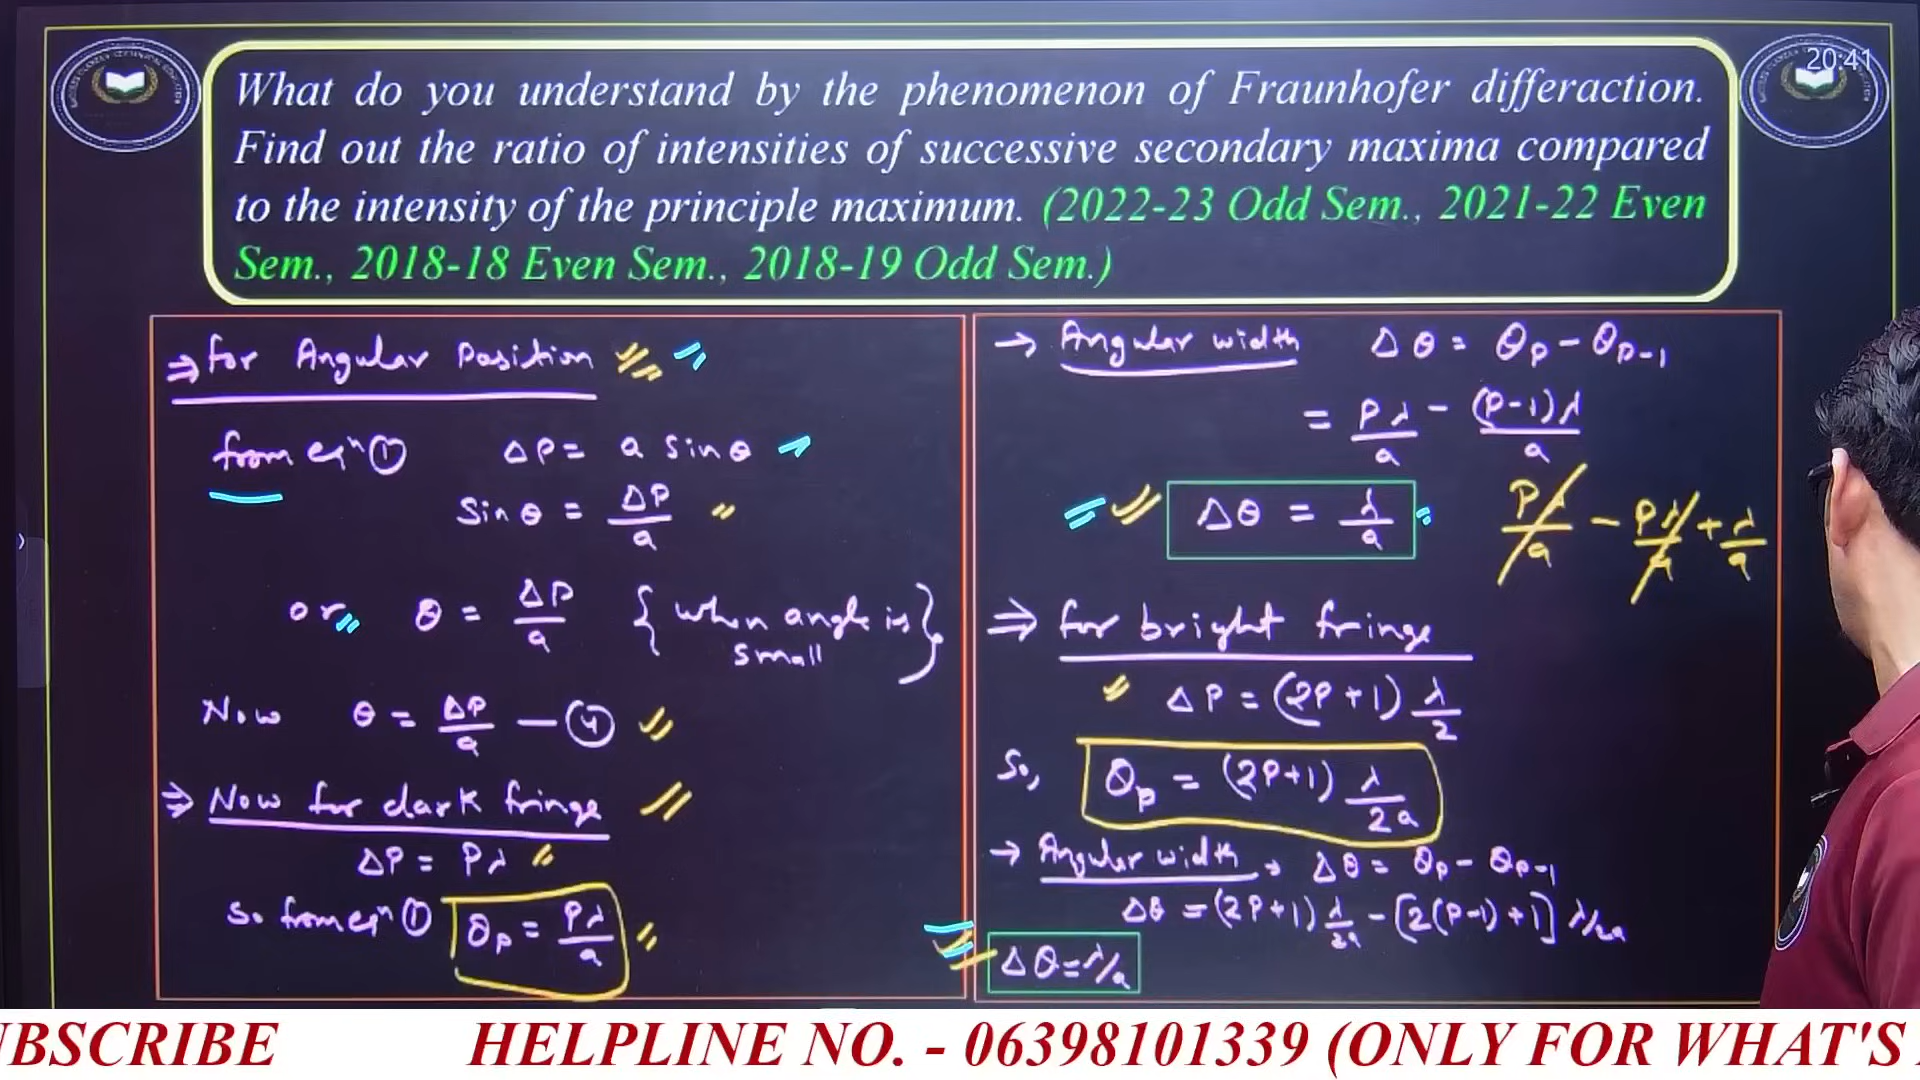 20:41
What do you understand by the phenomenon of Fraunhofer differaction.
Find out the ratio of intensities of successive secondary maxima compared
to the intensity of the principle maximum. (2022-23 Odd Sem., 2021-22 Even
Sem., 2018-18 Even Sem., 2018-19 Odd Sem.)
⇒ for Angular Position
from eqⁿ ① ΔP = a sinθ
Sinθ = ΔP/a
or θ = ΔP/a {when angle is small}
Now θ = ΔP/a — ④
⇒ Now for dark fringe
ΔP = Pλ
So from eqⁿ ① θp = Pλ/a
→ Angular width Δθ = θp - θp-1
= Pλ/a - (P-1)λ/a
Δθ = λ/a Pλ/a - Pλ/a + λ/a
⇒ for bright fringe
ΔP = (2P+1) λ/2
So, θp = (2P+1) λ/2a
→ Angular width → Δθ = θp - θp-1
Δθ = (2P+1) λ/2a - [2(P-1)+1] λ/2a
Δθ = λ/a
UBSCRIBE HELPLINE NO. - 06398101339 (ONLY FOR WHAT'S